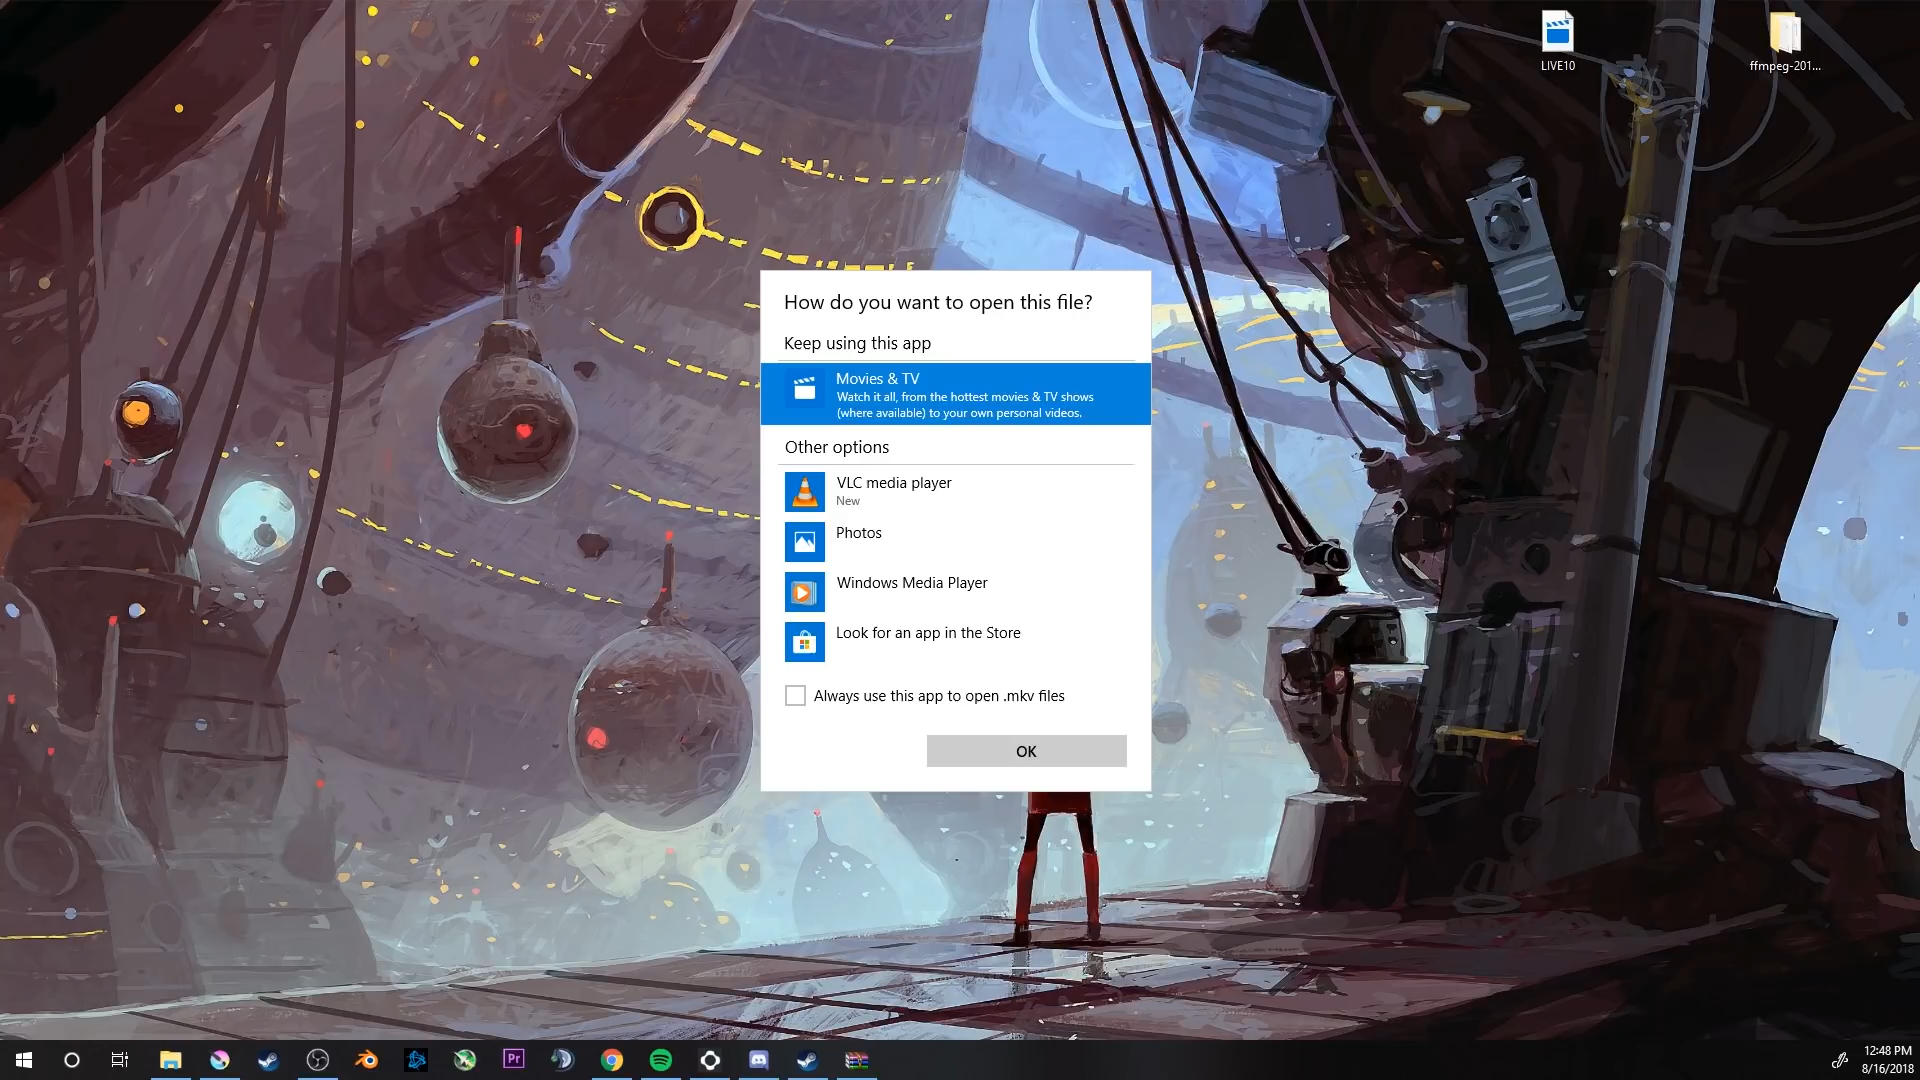 LIVE10
ffmpeg-201...
How do you want to open this file?
Keep using this app
Movies & TV
Watch it all, from the hottest movies & TV shows
(where available) to your own personal videos.
Other options
VLC media player
New
Photos
Windows Media Player
Look for an app in the Store
Always use this app to open .mkv files
OK
Pr
12:48 PM
8/16/2018